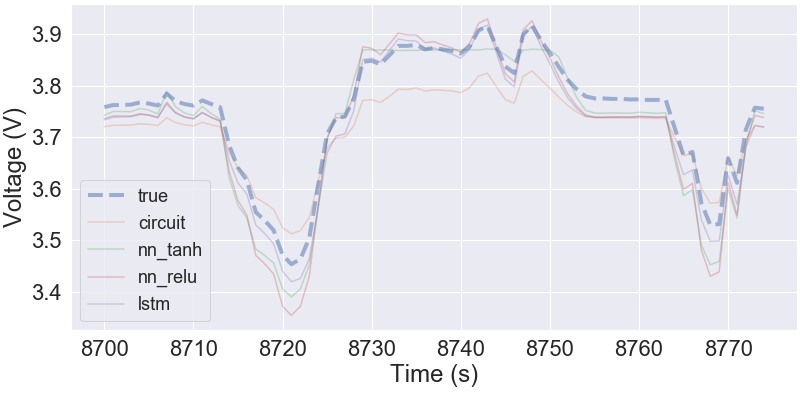 3.9
3.8
3.7
3.6
3.5
3.4
Voltage (V)
true
circuit
nn_tanh
nn_relu
lstm
8700 8710 8720 8730 8740 8750 8760 8770
Time (s)